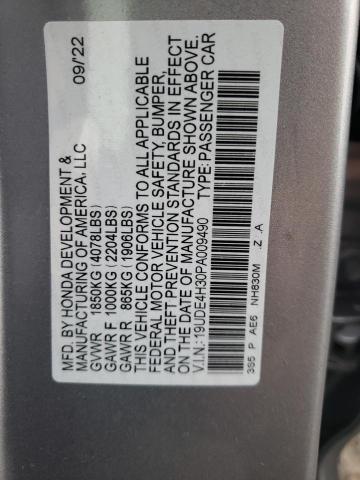 MFD. BY HONDA DEVELOPMENT & 09/'22
MANUFACTURING OF AMERICA, LLC
GVWR 1850KG (4078LBS)
GAWR F 1000KG (2204LBS)
GAWR R 865KG (1906LBS)
THIS VEHICLE CONFORMS TO ALL APPLICABLE
FEDERAL MOTOR VEHICLE SAFETY, BUMPER,
AND THEFT PREVENTION STANDARDS IN EFFECT
ON THE DATE OF MANUFACTURE SHOWN ABOVE.
V.I.N.: 19UDE4H30PA009490 TYPE: PASSENGER CAR
3S5 P AE6 NH830M Z A